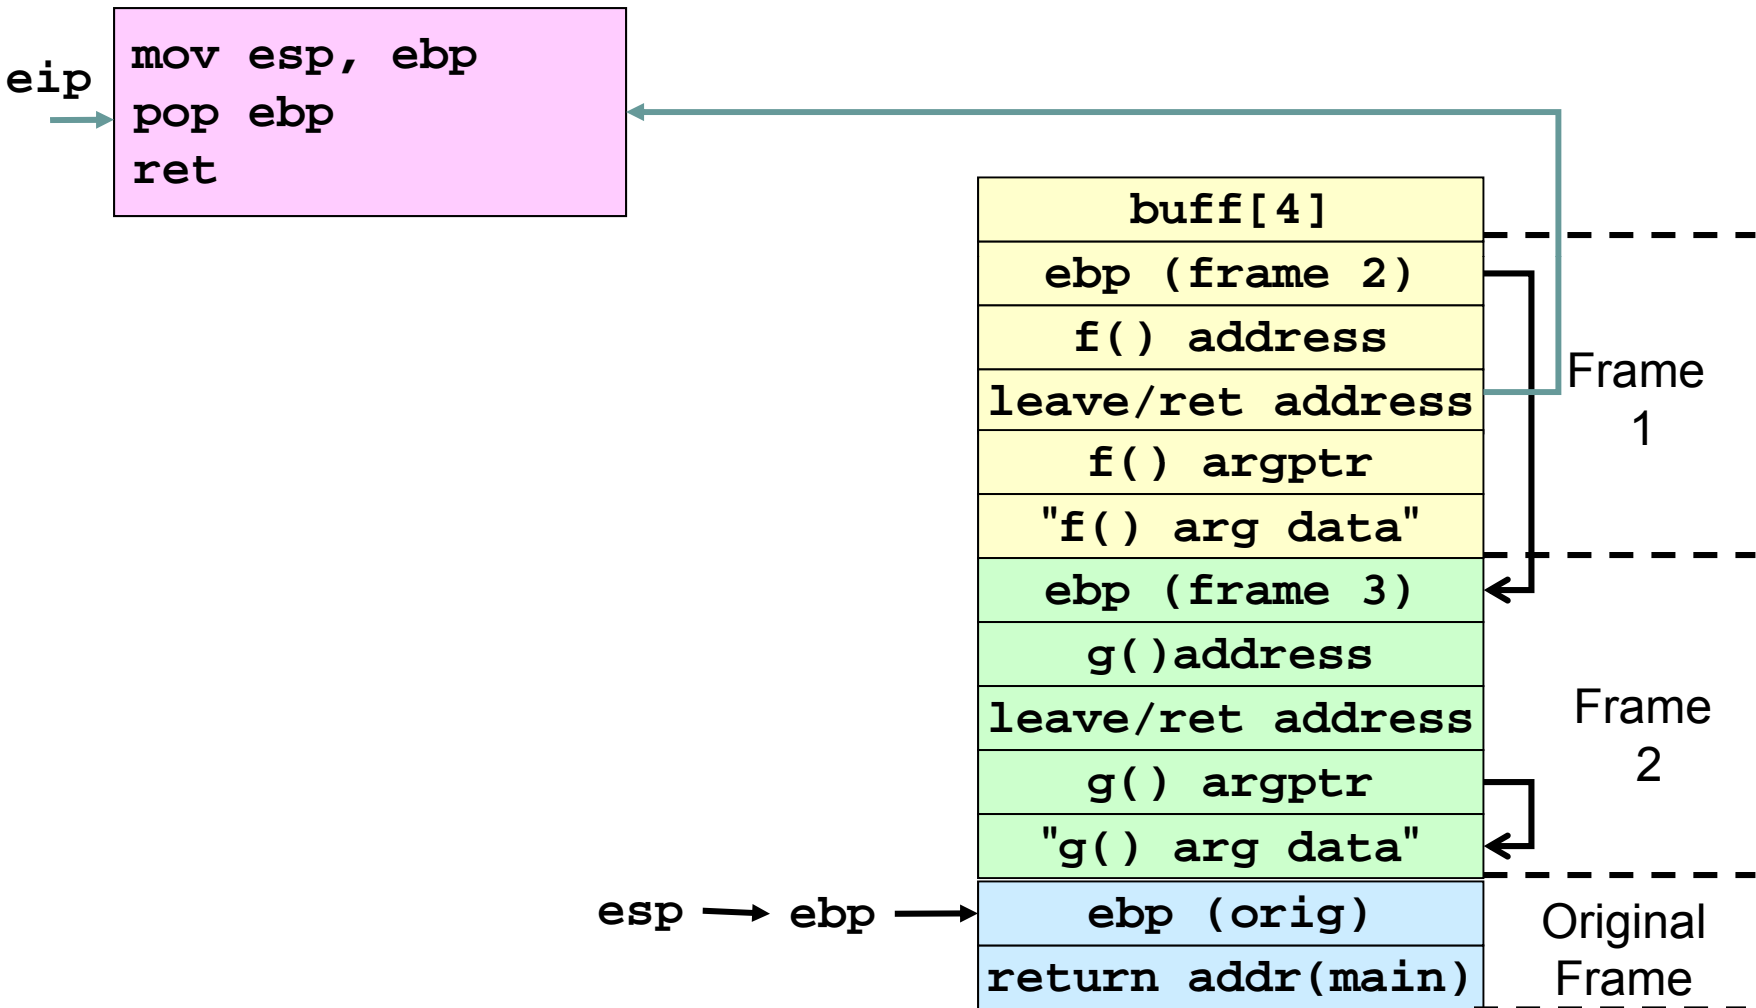 eip
mov esp, ebp
pop ebp
ret
buff[4]
ebp (frame 2)
f() address
leave/ret address
f() argptr
"f() arg data"
Frame
1
ebp (frame 3)
g()address
leave/ret address
g() argptr
"g() arg data"
Frame
2
esp
ebp
ebp (orig)
return addr(main)
Original
Frame